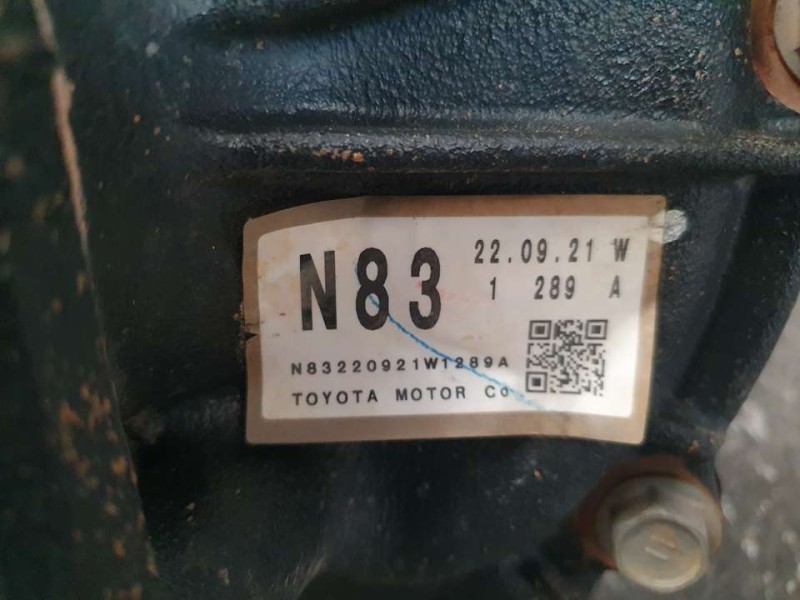 N83
22.09.21 W
1 289 A
N83220921W1289A
TOYOTA MOTOR Co